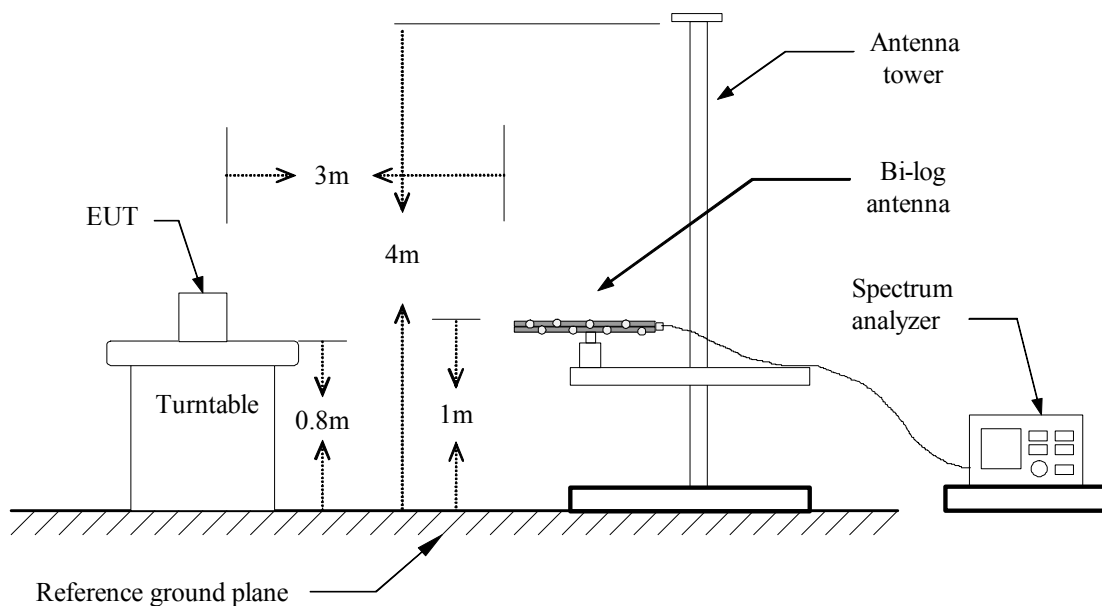 Antenna
tower
3m
Bi-log
antenna
EUT
4m
Spectrum
analyzer
Turntable
0.8m
1m
Reference ground plane